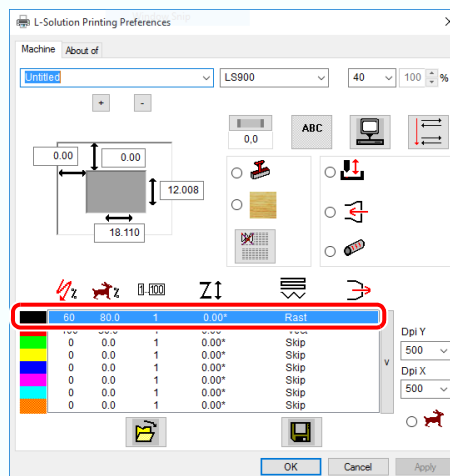 L-Solution Printing Preferences
Machine About of
Untitled LS900 40 100 %
+ -
0,0 ABC
0.00 0.00
12.008
18.110
% % 1-100 Z
60 80.0 1 0.00* Rast
0 0.0 1 0.00* Skip
0 0.0 1 0.00* Skip
0 0.0 1 0.00* Skip
0 0.0 1 0.00* Skip
0 0.0 1 0.00* Skip
0 0.0 1 0.00* Skip
Dpi Y
500
v
Dpi X
500
OK Cancel Apply